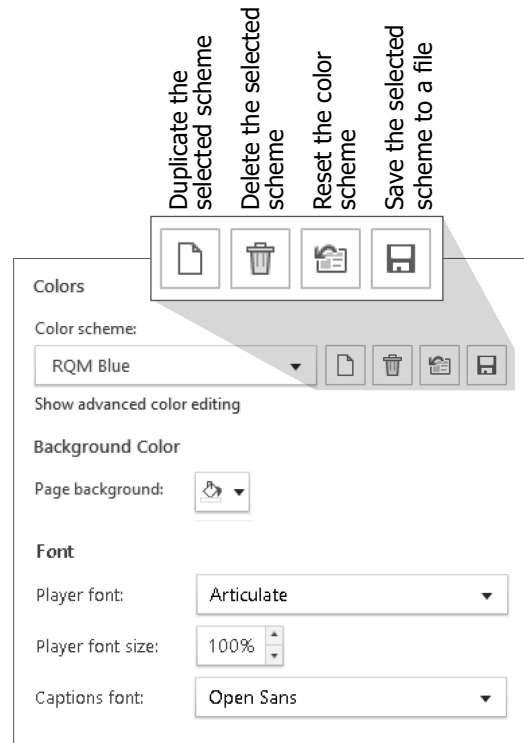 Duplicate the
selected scheme
Delete the selected
scheme
Reset the color
scheme
Save the selected
scheme to a file
Colors
Color scheme:
RQM Blue
Show advanced color editing
Background Color
Page background:
Font
Player font:
Articulate
Player font size:
100%
Captions font:
Open Sans